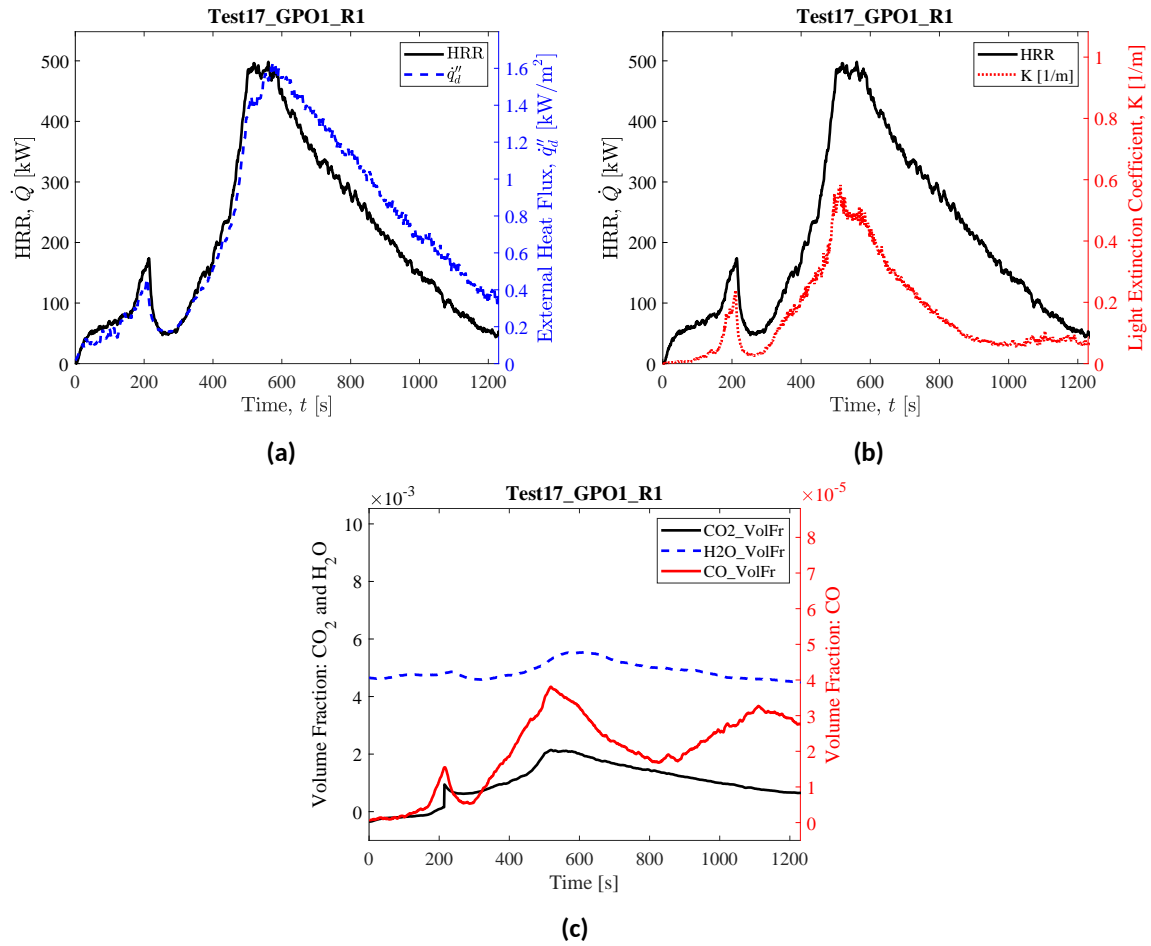 Test17_GPO1_R1
HRR
q̇″d
HRR, Q̇ [kW]
External Heat Flux, q̇″d [kW/m²]
500
400
300
200
100
0
1.6
1.4
1.2
1
0.8
0.6
0.4
0.2
0
0 200 400 600 800 1000 1200
Time, t [s]
(a)
Test17_GPO1_R1
HRR
K [1/m]
HRR, Q̇ [kW]
Light Extinction Coefficient, K [1/m]
500
400
300
200
100
0
1
0.8
0.6
0.4
0.2
0
0 200 400 600 800 1000 1200
Time, t [s]
(b)
×10⁻³
Test17_GPO1_R1
×10⁻⁵
CO2_VolFr
H2O_VolFr
CO_VolFr
Volume Fraction: CO₂ and H₂O
Volume Fraction: CO
10
8
6
4
2
0
8
7
6
5
4
3
2
1
0
0 200 400 600 800 1000 1200
Time [s]
(c)